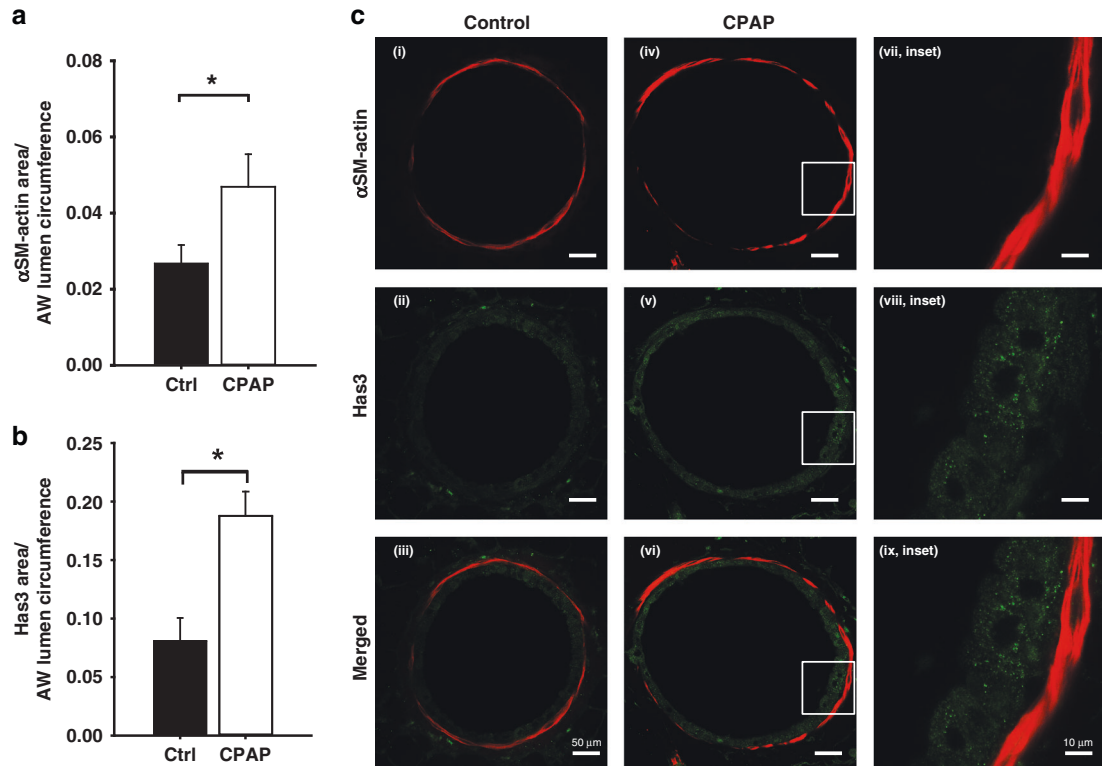 a
αSM-actin area/
AW lumen circumference
0.08
0.06
0.04
0.02
0.00
*
Ctrl
CPAP
b
Has3 area/
AW lumen circumference
0.25
0.20
0.15
0.10
0.05
0.00
*
Ctrl
CPAP
c
Control
CPAP
αSM-actin
(i)
(iv)
(vii, inset)
Has3
(ii)
(v)
(viii, inset)
Merged
(iii)
(vi)
(ix, inset)
50 μm
10 μm